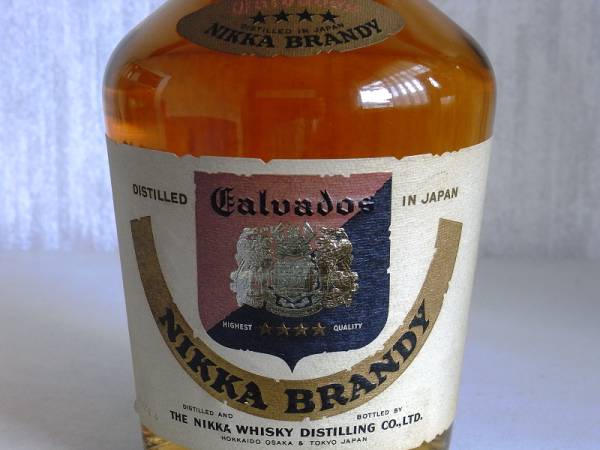 ★★★★
DISTILLED IN JAPAN
NIKKA BRANDY
DISTILLED IN JAPAN
Calvados
HIGHEST ★★★★ QUALITY
NIKKA BRANDY
DISTILLED AND BOTTLED BY
THE NIKKA WHISKY DISTILLING CO., LTD.
HOKKAIDO OSAKA & TOKYO JAPAN